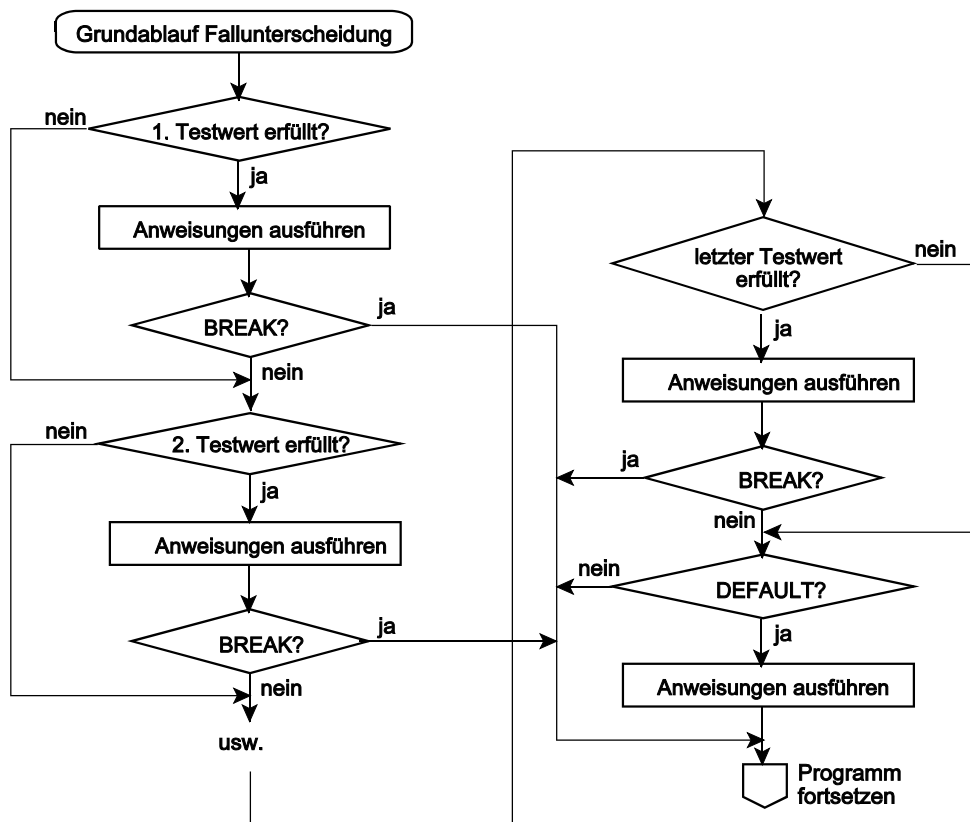 Grundablauf Fallunterscheidung
nein
1. Testwert erfüllt?
ja
Anweisungen ausführen
BREAK?
ja
nein
nein
2. Testwert erfüllt?
ja
Anweisungen ausführen
BREAK?
ja
nein
usw.
letzter Testwert
erfüllt?
nein
ja
Anweisungen ausführen
ja
BREAK?
nein
nein
DEFAULT?
ja
Anweisungen ausführen
Programm
fortsetzen